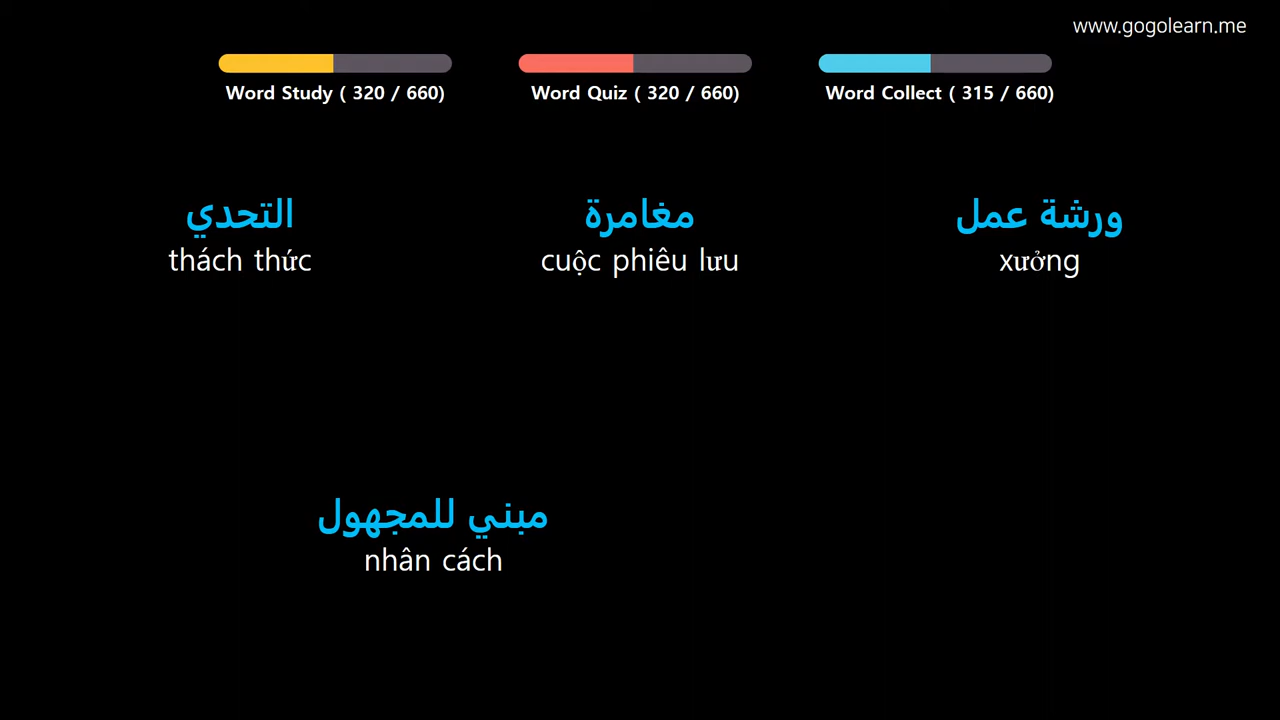 www.gogolearn.me
Word Study ( 320 / 660)
Word Quiz ( 320 / 660)
Word Collect ( 315 / 660)
التحدي
thách thức
مغامرة
cuộc phiêu lưu
ورشة عمل
xưởng
مبني للمجهول
nhân cách